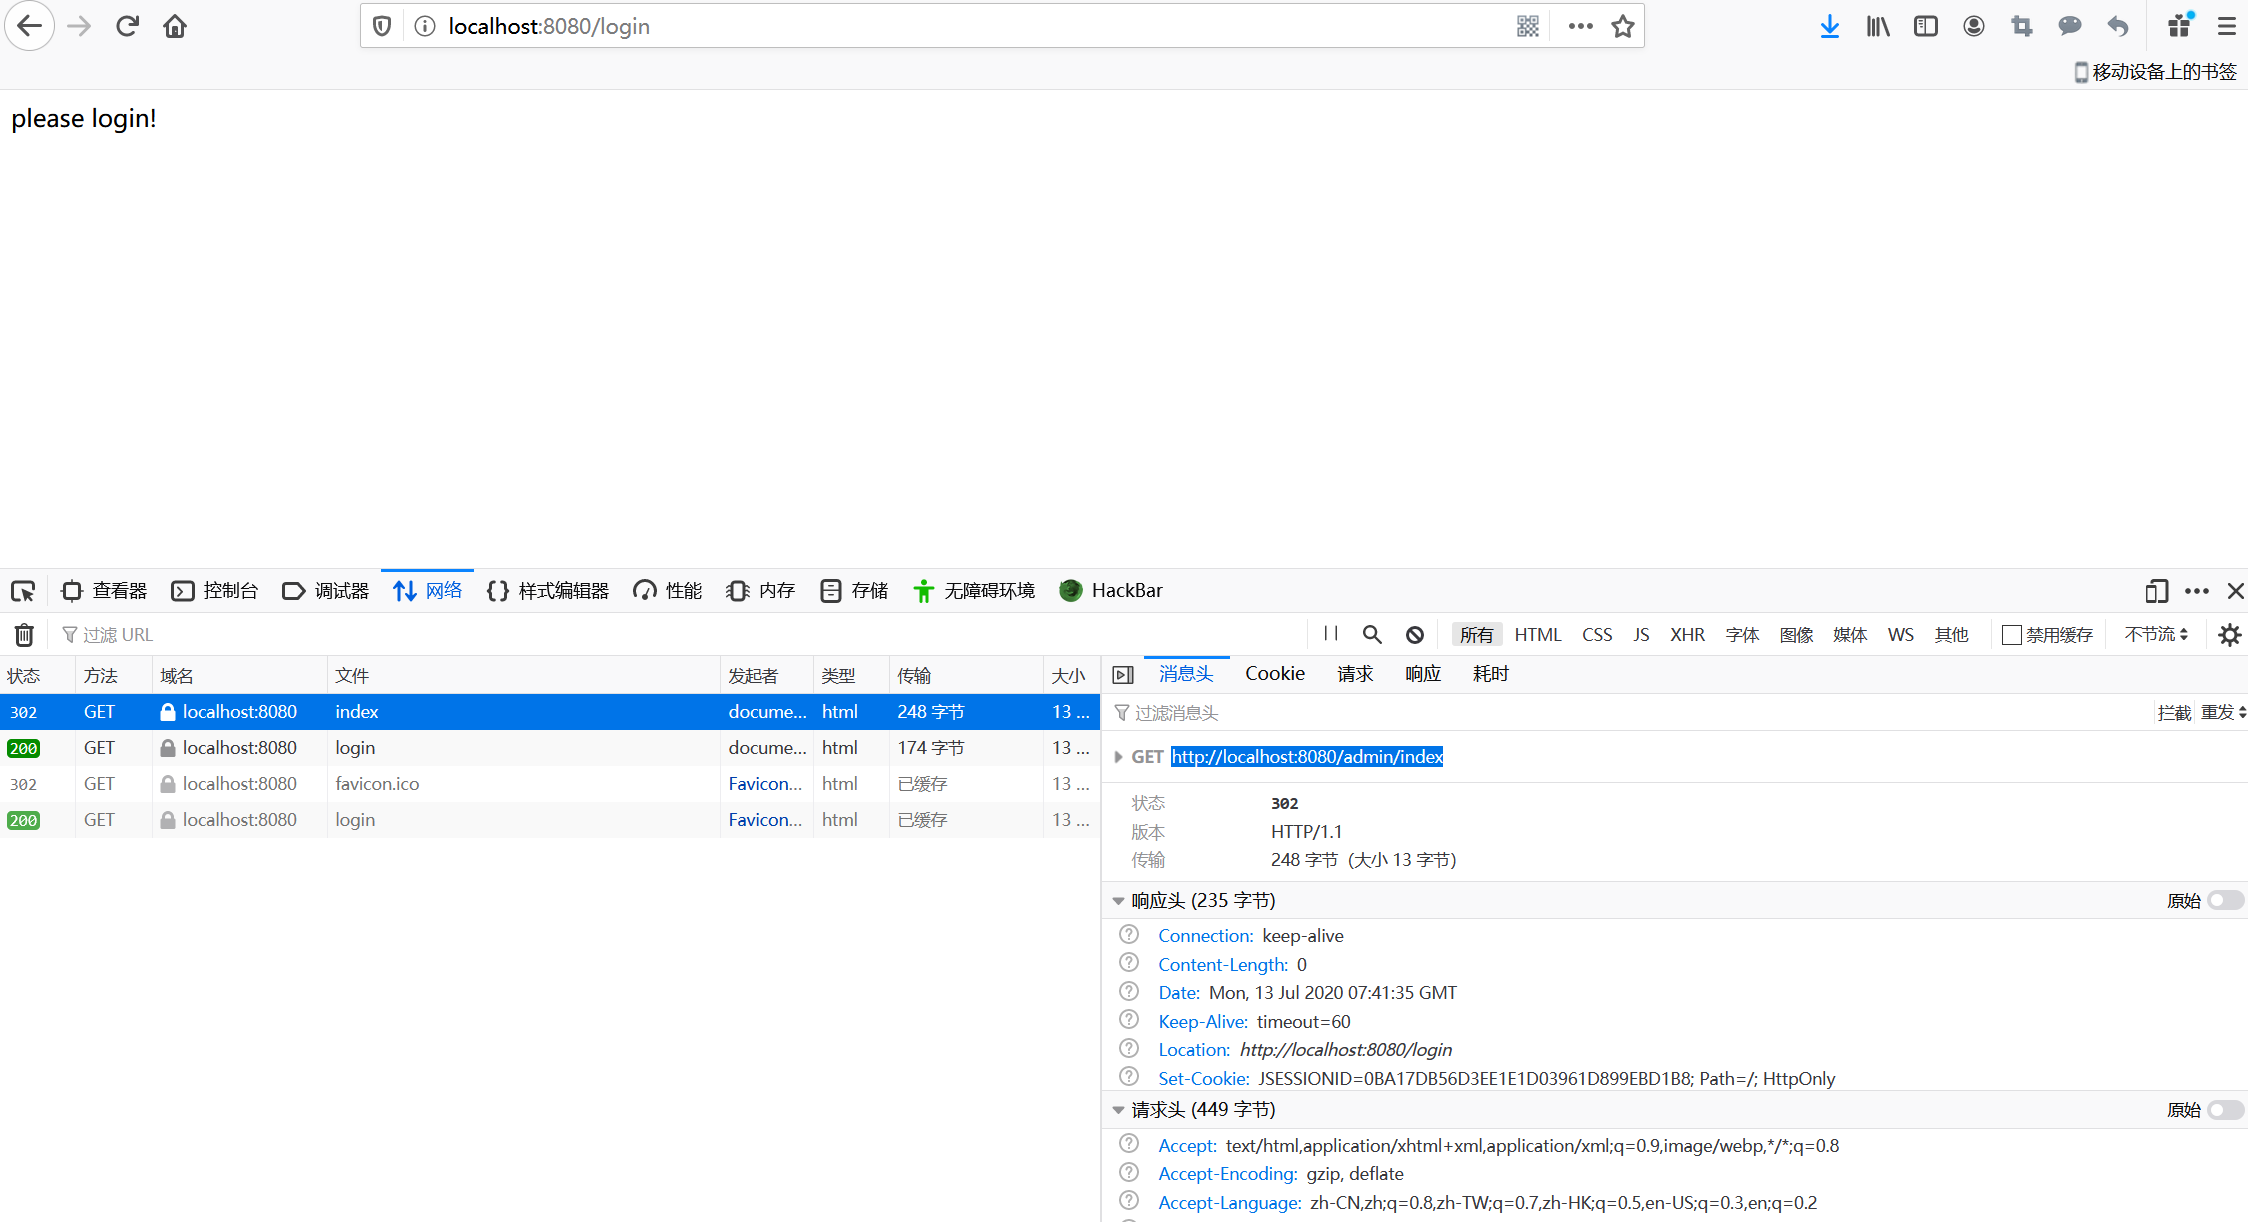 localhost:8080/login
移动设备上的书签
please login!
查看器 控制台 调试器 网络 样式编辑器 性能 内存 存储 无障碍环境 HackBar
过滤 URL 所有 HTML CSS JS XHR 字体 图像 媒体 WS 其他 禁用缓存 不节流
状态 方法 域名 文件 发起者 类型 传输 大小
302 GET localhost:8080 index docume... html 248 字节 13 ...
200 GET localhost:8080 login docume... html 174 字节 13 ...
302 GET localhost:8080 favicon.ico Favicon... html 已缓存 13 ...
200 GET localhost:8080 login Favicon... html 已缓存 13 ...
消息头 Cookie 请求 响应 耗时
过滤消息头 拦截 重发
GET http://localhost:8080/admin/index
状态 302
版本 HTTP/1.1
传输 248 字节 (大小 13 字节)
响应头 (235 字节) 原始
Connection: keep-alive
Content-Length: 0
Date: Mon, 13 Jul 2020 07:41:35 GMT
Keep-Alive: timeout=60
Location: http://localhost:8080/login
Set-Cookie: JSESSIONID=0BA17DB56D3EE1E1D03961D899EBD1B8; Path=/; HttpOnly
请求头 (449 字节) 原始
Accept: text/html,application/xhtml+xml,application/xml;q=0.9,image/webp,*/*;q=0.8
Accept-Encoding: gzip, deflate
Accept-Language: zh-CN,zh;q=0.8,zh-TW;q=0.7,zh-HK;q=0.5,en-US;q=0.3,en;q=0.2